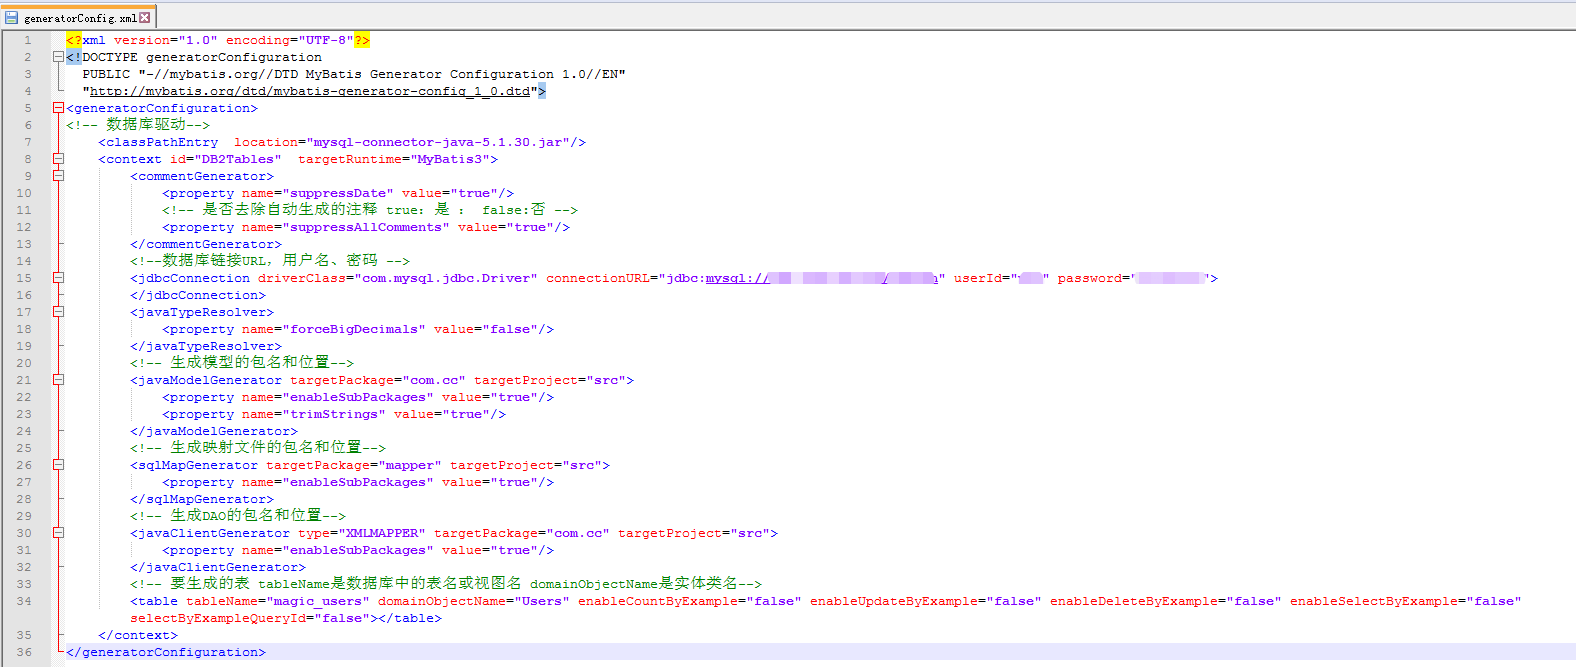 generatorConfig.xml
1 <?xml version="1.0" encoding="UTF-8"?>
2 <!DOCTYPE generatorConfiguration
3 PUBLIC "-//mybatis.org//DTD MyBatis Generator Configuration 1.0//EN"
4 "http://mybatis.org/dtd/mybatis-generator-config_1_0.dtd">
5 <generatorConfiguration>
6 <!-- 数据库驱动-->
7 <classPathEntry  location="mysql-connector-java-5.1.30.jar"/>
8 <context id="DB2Tables"  targetRuntime="MyBatis3">
9 <commentGenerator>
10 <property name="suppressDate" value="true"/>
11 <!-- 是否去除自动生成的注释 true：是 ： false:否 -->
12 <property name="suppressAllComments" value="true"/>
13 </commentGenerator>
14 <!--数据库链接URL，用户名、密码 -->
15 <jdbcConnection driverClass="com.mysql.jdbc.Driver" connectionURL="jdbc:mysql:// / " userId=" " password=" ">
16 </jdbcConnection>
17 <javaTypeResolver>
18 <property name="forceBigDecimals" value="false"/>
19 </javaTypeResolver>
20 <!-- 生成模型的包名和位置-->
21 <javaModelGenerator targetPackage="com.cc" targetProject="src">
22 <property name="enableSubPackages" value="true"/>
23 <property name="trimStrings" value="true"/>
24 </javaModelGenerator>
25 <!-- 生成映射文件的包名和位置-->
26 <sqlMapGenerator targetPackage="mapper" targetProject="src">
27 <property name="enableSubPackages" value="true"/>
28 </sqlMapGenerator>
29 <!-- 生成DAO的包名和位置-->
30 <javaClientGenerator type="XMLMAPPER" targetPackage="com.cc" targetProject="src">
31 <property name="enableSubPackages" value="true"/>
32 </javaClientGenerator>
33 <!-- 要生成的表 tableName是数据库中的表名或视图名 domainObjectName是实体类名-->
34 <table tableName="magic_users" domainObjectName="Users" enableCountByExample="false" enableUpdateByExample="false" enableDeleteByExample="false" enableSelectByExample="false"
selectByExampleQueryId="false"></table>
35 </context>
36 </generatorConfiguration>